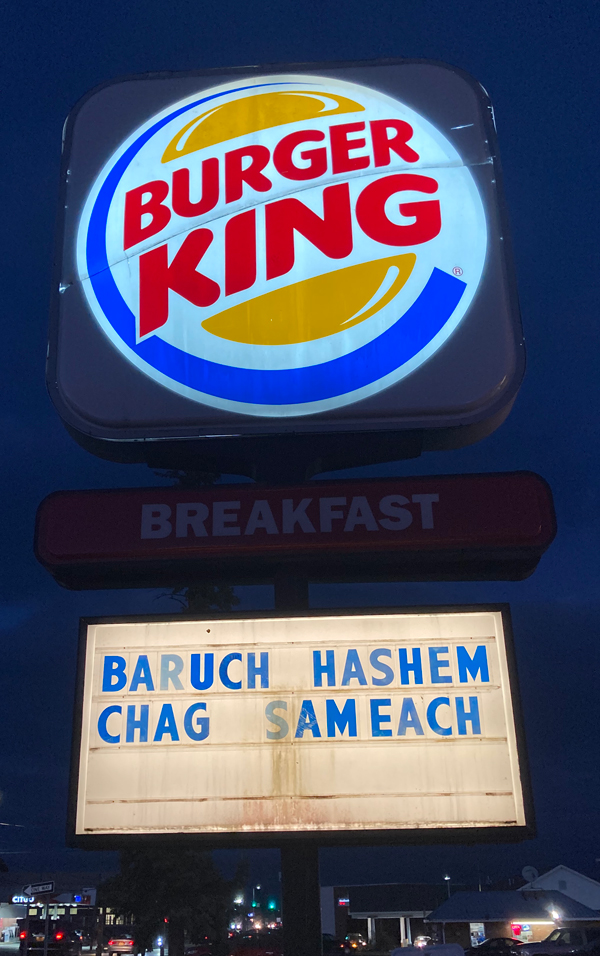 BURGER
KING
®
BREAKFAST
BARUCH HASHEM
CHAG SAMEACH